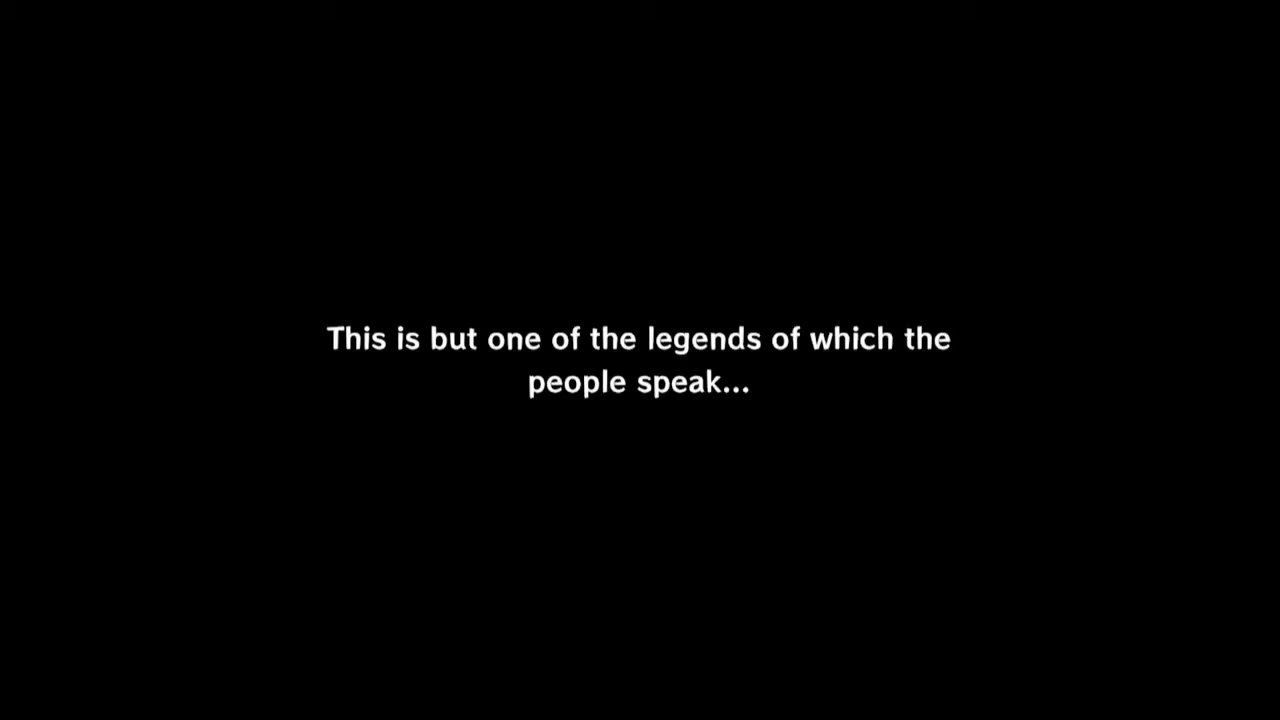 This is but one of the legends of which the
people speak...